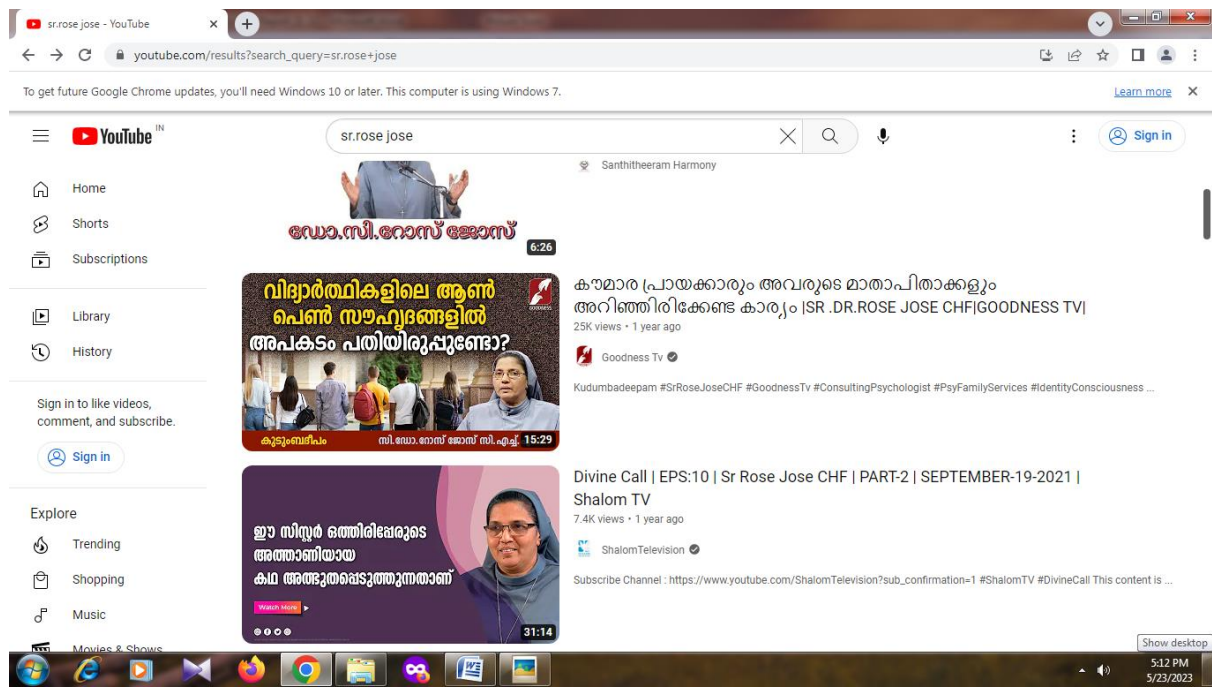 sr.rose jose - YouTube
youtube.com/results?search_query=sr.rose+jose
To get future Google Chrome updates, you'll need Windows 10 or later. This computer is using Windows 7.
Learn more
YouTube IN
sr.rose jose
Sign in
Home
Shorts
Subscriptions
Library
History
Sign in to like videos,
comment, and subscribe.
Sign in
Explore
Trending
Shopping
Music
Movies & Shows
ഡോ.സി.റോസ് ജോസ്
6:26
Santhitheeram Harmony
വിദ്യാർത്ഥികളിലെ ആൺ
പെൺ സൗഹൃദങ്ങളിൽ
അപകടം പതിയിരുപ്പുണ്ടോ?
GOODNESS
കുടുംബദീപം
സി.ഡോ.റോസ് ജോസ് സി.എച്ച്.
15:29
കൗമാര പ്രായക്കാരും അവരുടെ മാതാപിതാക്കളും
അറിഞ്ഞിരിക്കേണ്ട കാര്യം |SR .DR.ROSE JOSE CHF|GOODNESS TV|
25K views • 1 year ago
Goodness Tv
Kudumbadeepam #SrRoseJoseCHF #GoodnessTv #ConsultingPsychologist #PsyFamilyServices #IdentityConsciousness ...
ഈ സിസ്റ്റർ ഒത്തിരിപ്പേരുടെ
അത്താണിയായ
കഥ അത്ഭുതപ്പെടുത്തുന്നതാണ്
Watch More
31:14
Divine Call | EPS:10 | Sr Rose Jose CHF | PART-2 | SEPTEMBER-19-2021 |
Shalom TV
7.4K views • 1 year ago
ShalomTelevision
Subscribe Channel : https://www.youtube.com/ShalomTelevision?sub_confirmation=1 #ShalomTV #DivineCall This content is ...
Show desktop
5:12 PM
5/23/2023